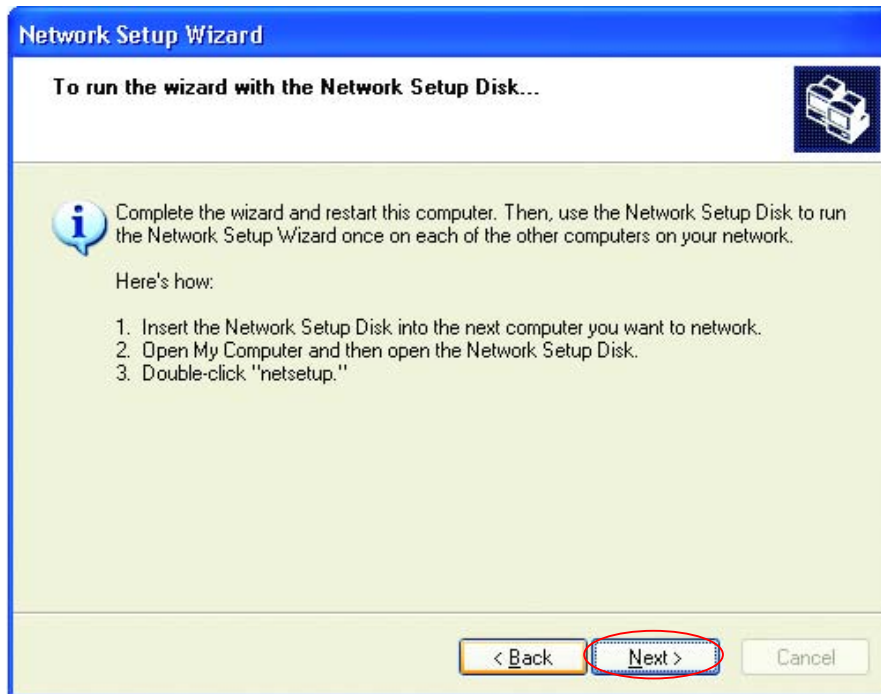 Network Setup Wizard
To run the wizard with the Network Setup Disk...
Complete the wizard and restart this computer. Then, use the Network Setup Disk to run
the Network Setup Wizard once on each of the other computers on your network.
Here's how:
1. Insert the Network Setup Disk into the next computer you want to network.
2. Open My Computer and then open the Network Setup Disk.
3. Double-click "netsetup."
< Back
Next >
Cancel